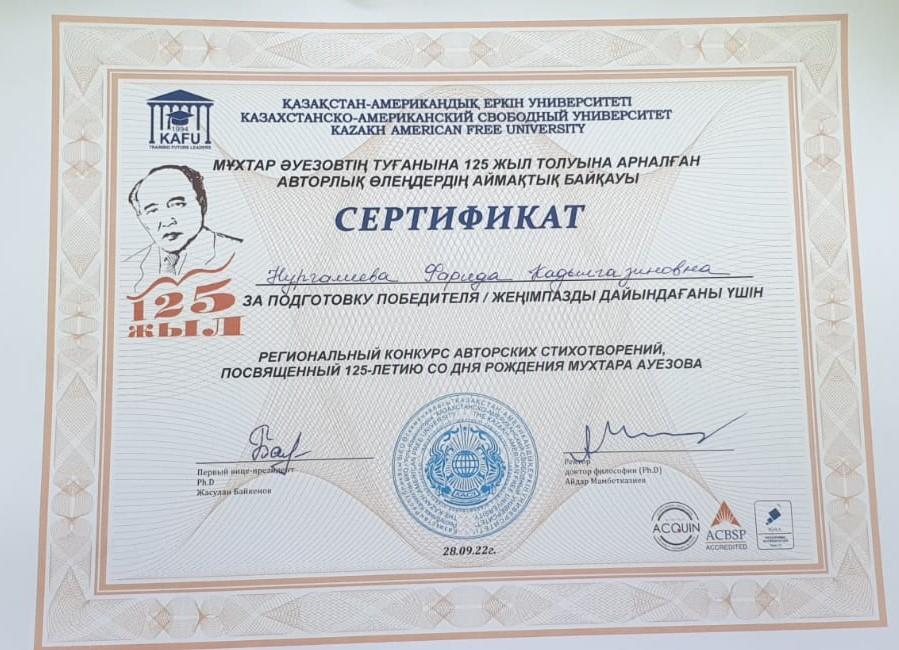 ҚАЗАҚСТАН-АМЕРИКАНДЫҚ ЕРКІН УНИВЕРСИТЕТІ
КАЗАХСТАНСКО-АМЕРИКАНСКИЙ СВОБОДНЫЙ УНИВЕРСИТЕТ
KAZAKH AMERICAN FREE UNIVERSITY
1994
KAFU
TRAINING FUTURE LEADERS
МҰХТАР ӘУЕЗОВТІҢ ТУҒАНЫНА 125 ЖЫЛ ТОЛУЫНА АРНАЛҒАН
АВТОРЛЫҚ ӨЛЕҢДЕРДІҢ АЙМАҚТЫҚ БАЙҚАУЫ
СЕРТИФИКАТ
Нургалиева Фарида Кадылгазиновна
125
ЖЫЛ
ЗА ПОДГОТОВКУ ПОБЕДИТЕЛЯ / ЖЕҢІМПАЗДЫ ДАЙЫНДАҒАНЫ ҮШІН
РЕГИОНАЛЬНЫЙ КОНКУРС АВТОРСКИХ СТИХОТВОРЕНИЙ,
ПОСВЯЩЕННЫЙ 125-ЛЕТИЮ СО ДНЯ РОЖДЕНИЯ МУХТАРА АУЕЗОВА
Первый вице-президент
Ph.D
Жасулан Байкенов
Ректор
доктор философии (Ph.D)
Айдар Мамбетказиев
ACQUIN
ACBSP
ACCREDITED
28.09.22г.